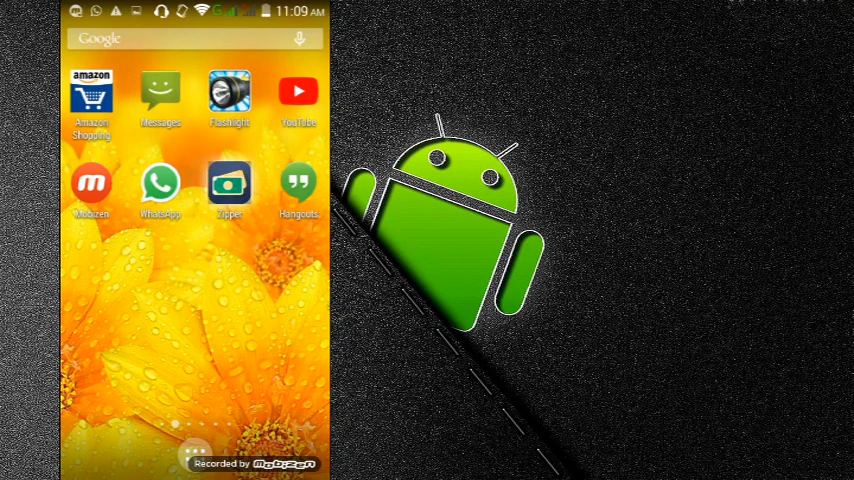 11:09 AM
Google
amazon
Amazon Shopping
Messages
Flashlight
YouTube
m
Mobizen
WhatsApp
Zipper
Hangouts
Recorded by mobizen